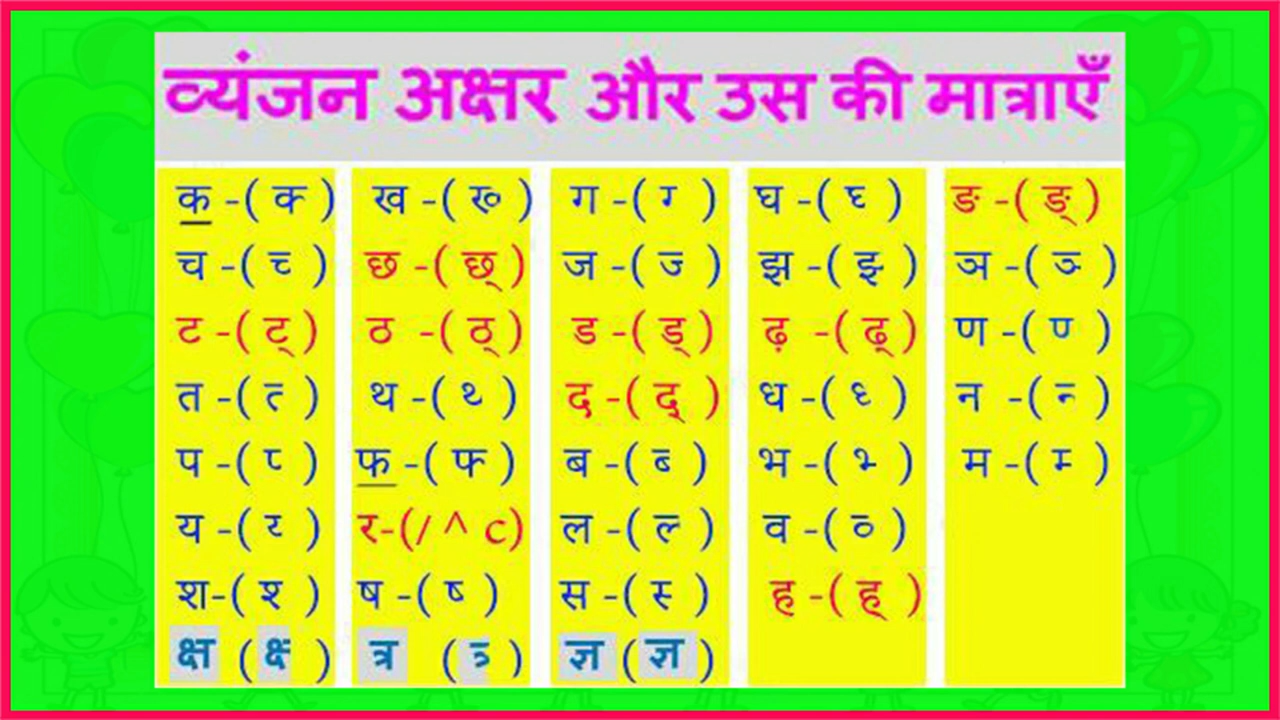 व्यंजन अक्षर और उस की मात्राएँ
क -( क्‍ ) ख -( ख्‍ ) ग -( ग्‍ ) घ -( घ्‍ ) ङ -( ङ् )
च -( च्‍ ) छ -( छ् ) ज -( ज्‍ ) झ -( झ्‍ ) ञ -( ञ्‍ )
ट -( ट् ) ठ -( ठ् ) ड -( ड् ) ढ़ -( ढ़् ) ण -( ण्‍ )
त -( त्‍ ) थ -( थ्‍ ) द -( द् ) ध -( ध्‍ ) न -( न्‍ )
प -( प्‍ ) फ -( फ्‍ ) ब -( ब्‍ ) भ -( भ्‍ ) म -( म्‍ )
य -( य्‍ ) र-(/ ^ c) ल -( ल्‍ ) व -( व्‍ )
श-( श्‍ ) ष -( ष्‍ ) स -( स्‍ ) ह -( ह् )
क्ष ( क्ष्‍ ) त्र ( त्र्‍ ) ज्ञ ( ज्ञ्‍ )